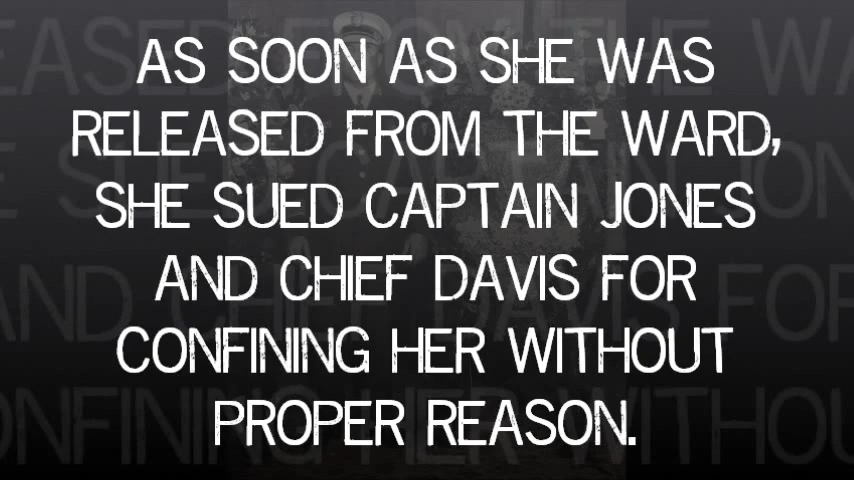 AS SOON AS SHE WAS
RELEASED FROM THE WARD,
SHE SUED CAPTAIN JONES
AND CHIEF DAVIS FOR
CONFINING HER WITHOUT
PROPER REASON.